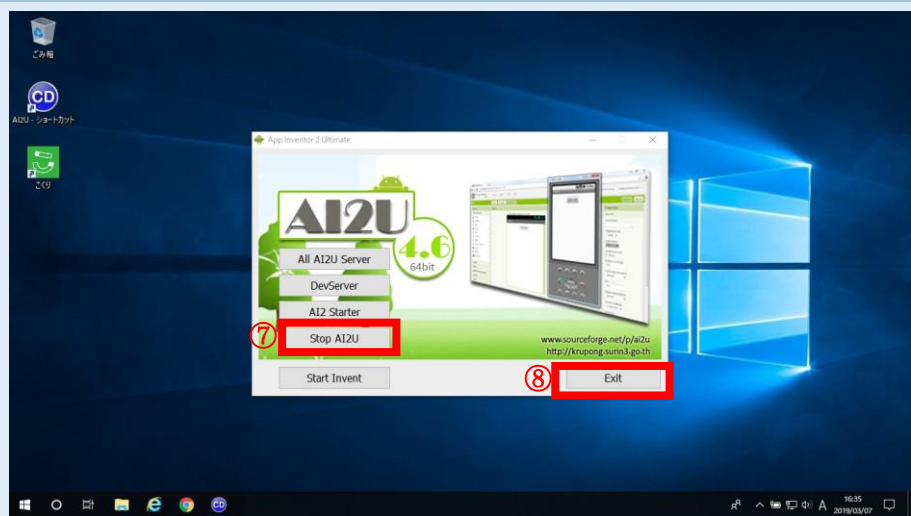 ごみ箱
AI2U - ショートカット
こくり
App Inventor 2 Ultimate
AI2U
4.6
64bit
All AI2U Server
DevServer
AI2 Starter
⑦
Stop AI2U
www.sourceforge.net/p/ai2u
http://krupong.surin3.go.th
Start Invent
⑧
Exit
CD
A
16:35
2019/03/07